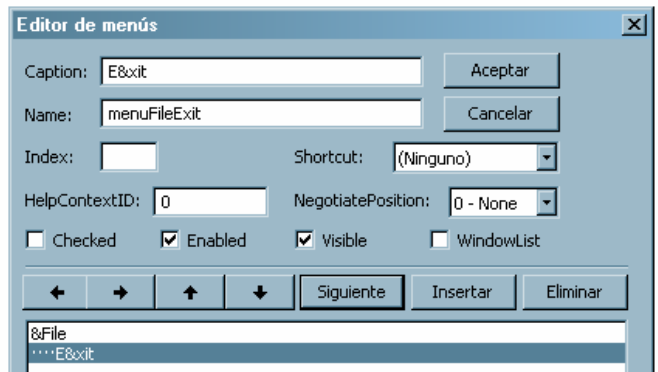 Editor de menús
Caption: E&xit Aceptar
Name: menuFileExit Cancelar
Index: Shortcut: (Ninguno)
HelpContextID: 0 NegotiatePosition: 0 - None
Checked Enabled Visible WindowList
Siguiente Insertar Eliminar
&File
····E&xit